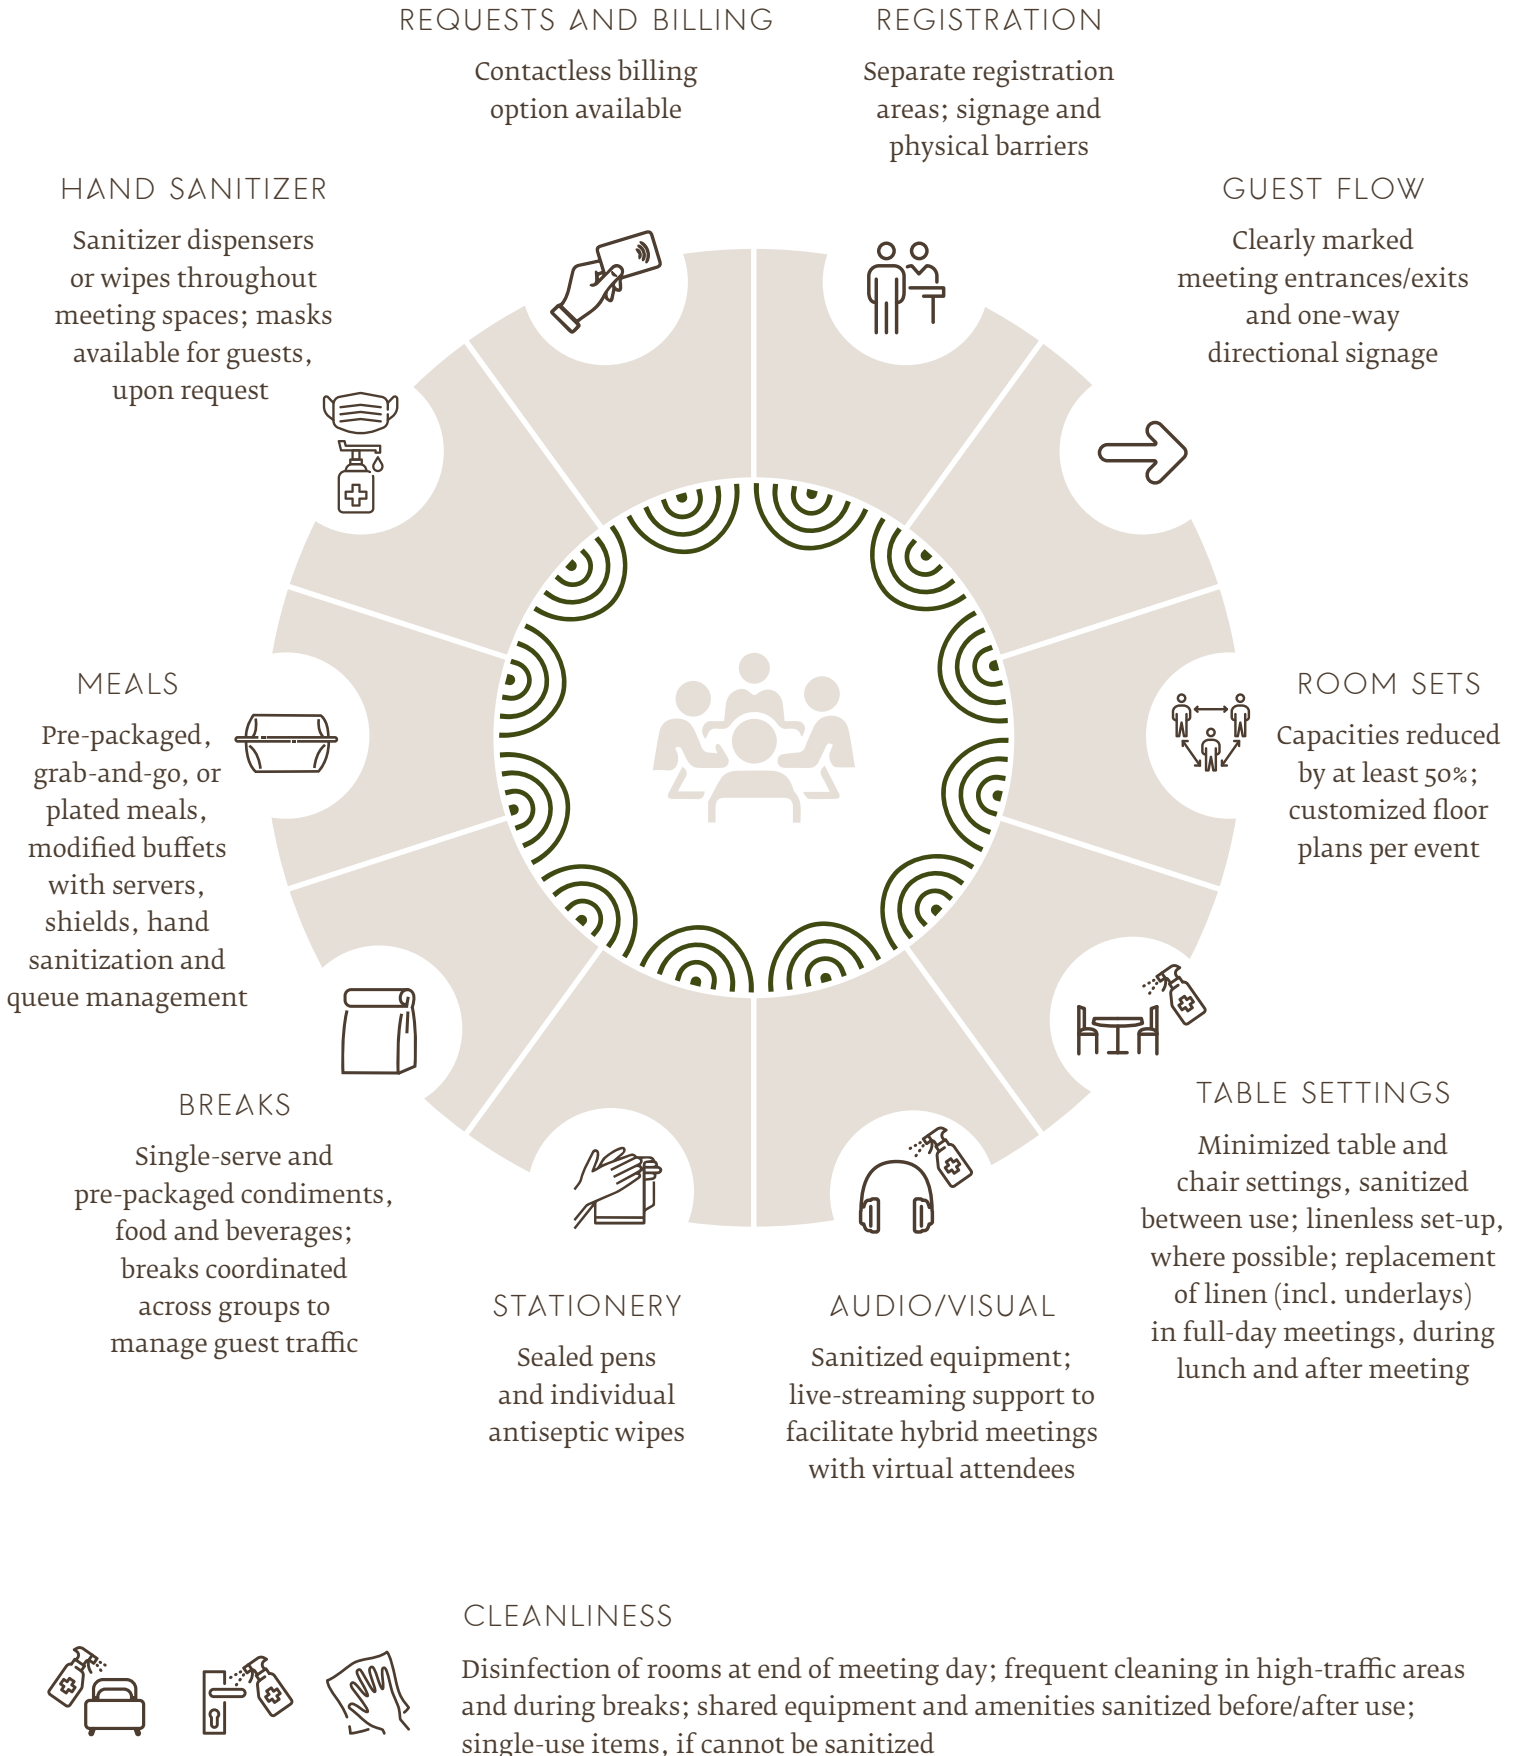 REQUESTS AND BILLING
Contactless billing
option available
REGISTRATION
Separate registration
areas; signage and
physical barriers
HAND SANITIZER
Sanitizer dispensers
or wipes throughout
meeting spaces; masks
available for guests,
upon request
GUEST FLOW
Clearly marked
meeting entrances/exits
and one-way
directional signage
MEALS
Pre-packaged,
grab-and-go, or
plated meals,
modified buffets
with servers,
shields, hand
sanitization and
queue management
ROOM SETS
Capacities reduced
by at least 50%;
customized floor
plans per event
BREAKS
Single-serve and
pre-packaged condiments,
food and beverages;
breaks coordinated
across groups to
manage guest traffic
TABLE SETTINGS
Minimized table and
chair settings, sanitized
between use; linenless set-up,
where possible; replacement
of linen (incl. underlays)
in full-day meetings, during
lunch and after meeting
STATIONERY
Sealed pens
and individual
antiseptic wipes
AUDIO/VISUAL
Sanitized equipment;
live-streaming support to
facilitate hybrid meetings
with virtual attendees
CLEANLINESS
Disinfection of rooms at end of meeting day; frequent cleaning in high-traffic areas
and during breaks; shared equipment and amenities sanitized before/after use;
single-use items, if cannot be sanitized